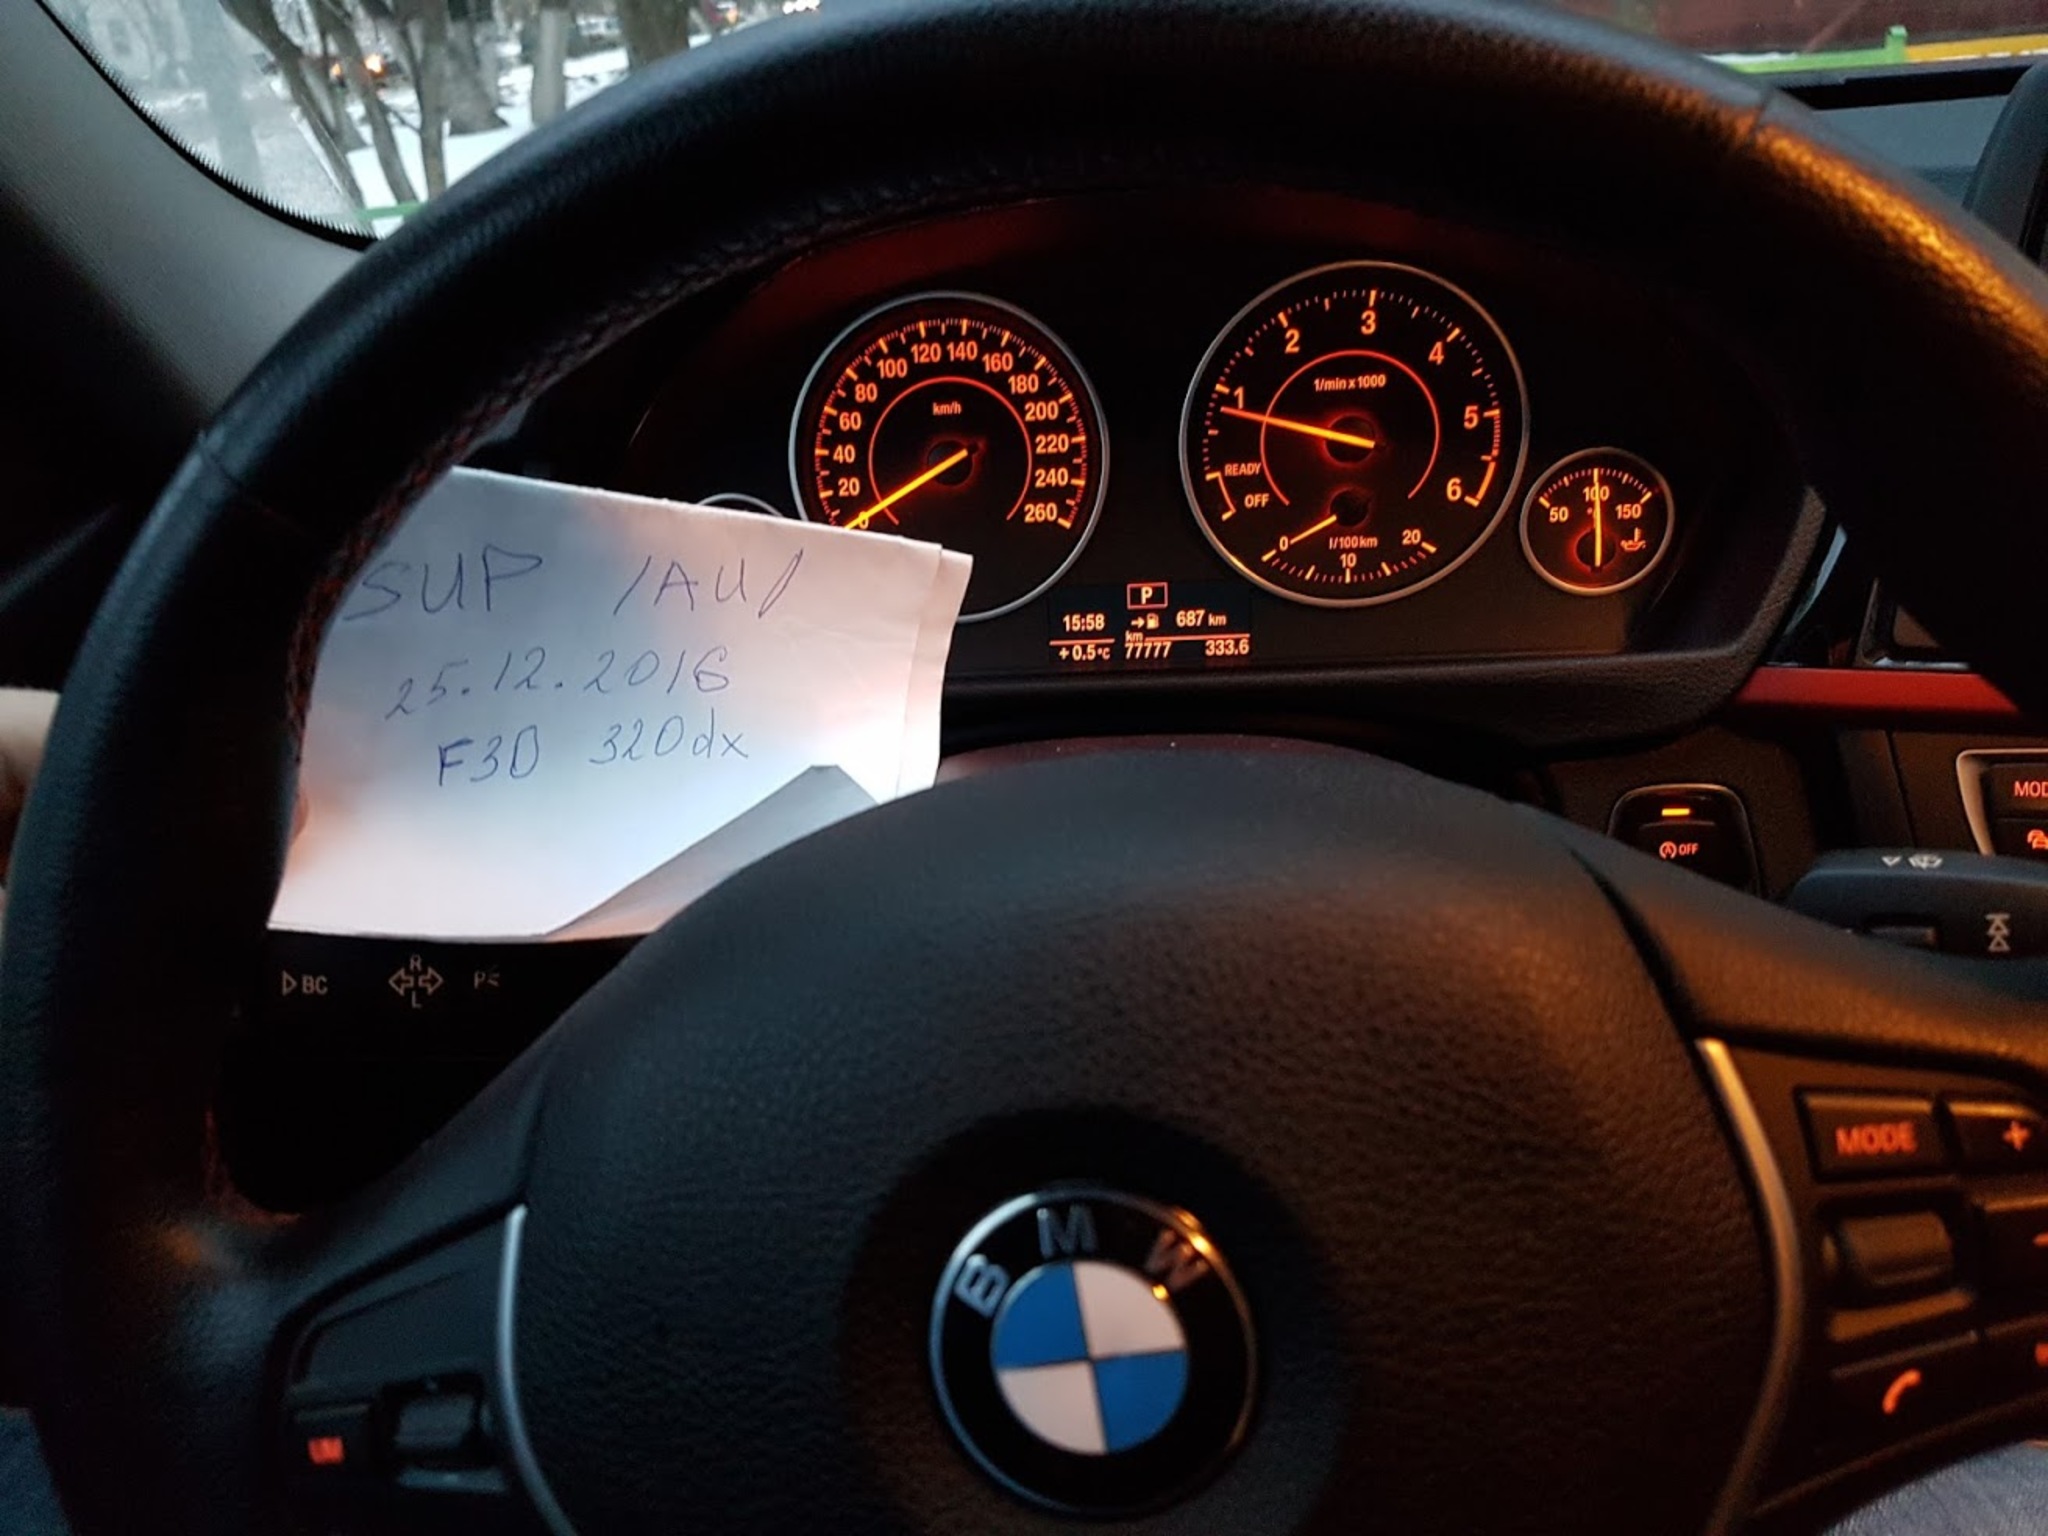 0 20 40 60 80 100 120 140 160 180 200 220 240 260
km/h
1 2 3 4 5 6
1/min x 1000
READY
OFF
0 10 20
l/100km
50 100 150
°C
P
15:58 687 km
km
+0.5°C 77777 333.6
SUP /AU/
25.12.2016
F30 320dx
MOD
OFF
BC
R
L
P
MODE
+
LIM
BMW